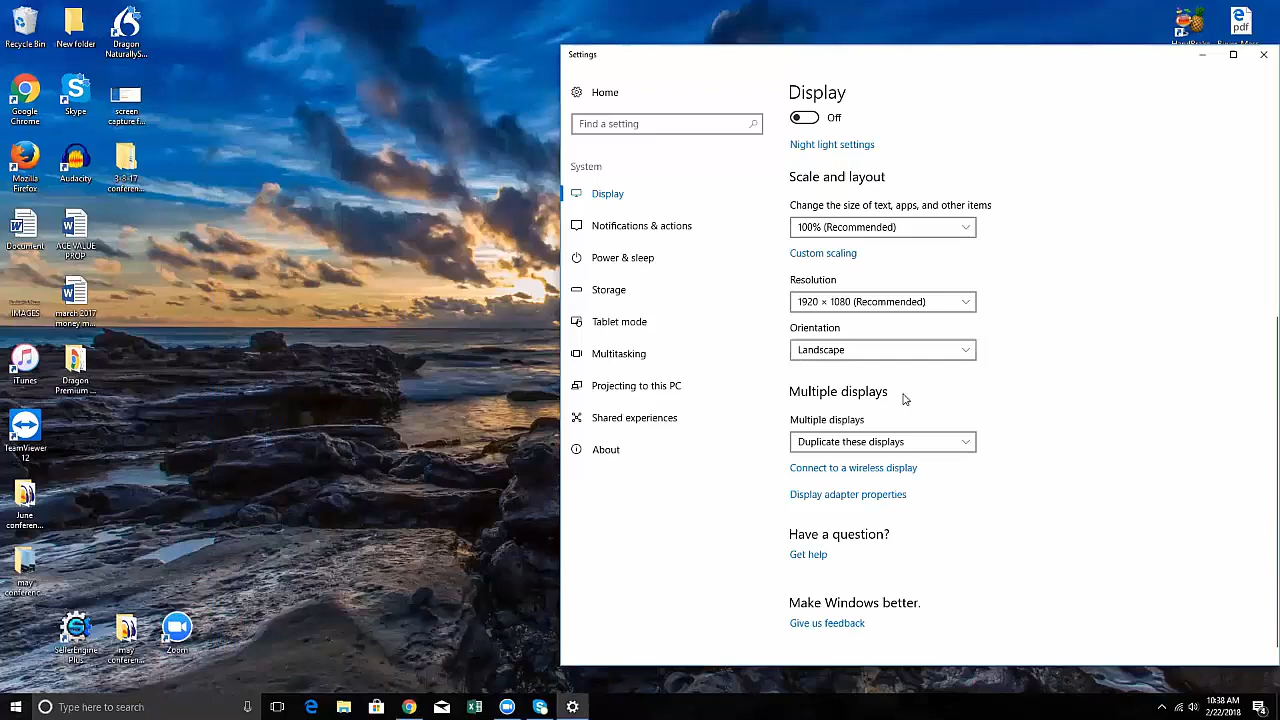 Recycle Bin
New folder
Dragon
NaturallyS...
Google
Chrome
Skype
screen
capture f...
Mozilla
Firefox
Audacity
3-8-17
conferen...
Document
AGE VALUE
PROP
IMAGES
march 2017
money m...
iTunes
Dragon
Premium ...
TeamViewer
12
June
conferen...
may
conferenc...
SellerEngine
Plus
may
conferen...
Zoom
pdf
Settings
Home
Find a setting
System
Display
Notifications & actions
Power & sleep
Storage
Tablet mode
Multitasking
Projecting to this PC
Shared experiences
About
Display
Off
Night light settings
Scale and layout
Change the size of text, apps, and other items
100% (Recommended)
Custom scaling
Resolution
1920 × 1080 (Recommended)
Orientation
Landscape
Multiple displays
Multiple displays
Duplicate these displays
Connect to a wireless display
Display adapter properties
Have a question?
Get help
Make Windows better.
Give us feedback
Type here to search
10:38 AM
2/22/2018